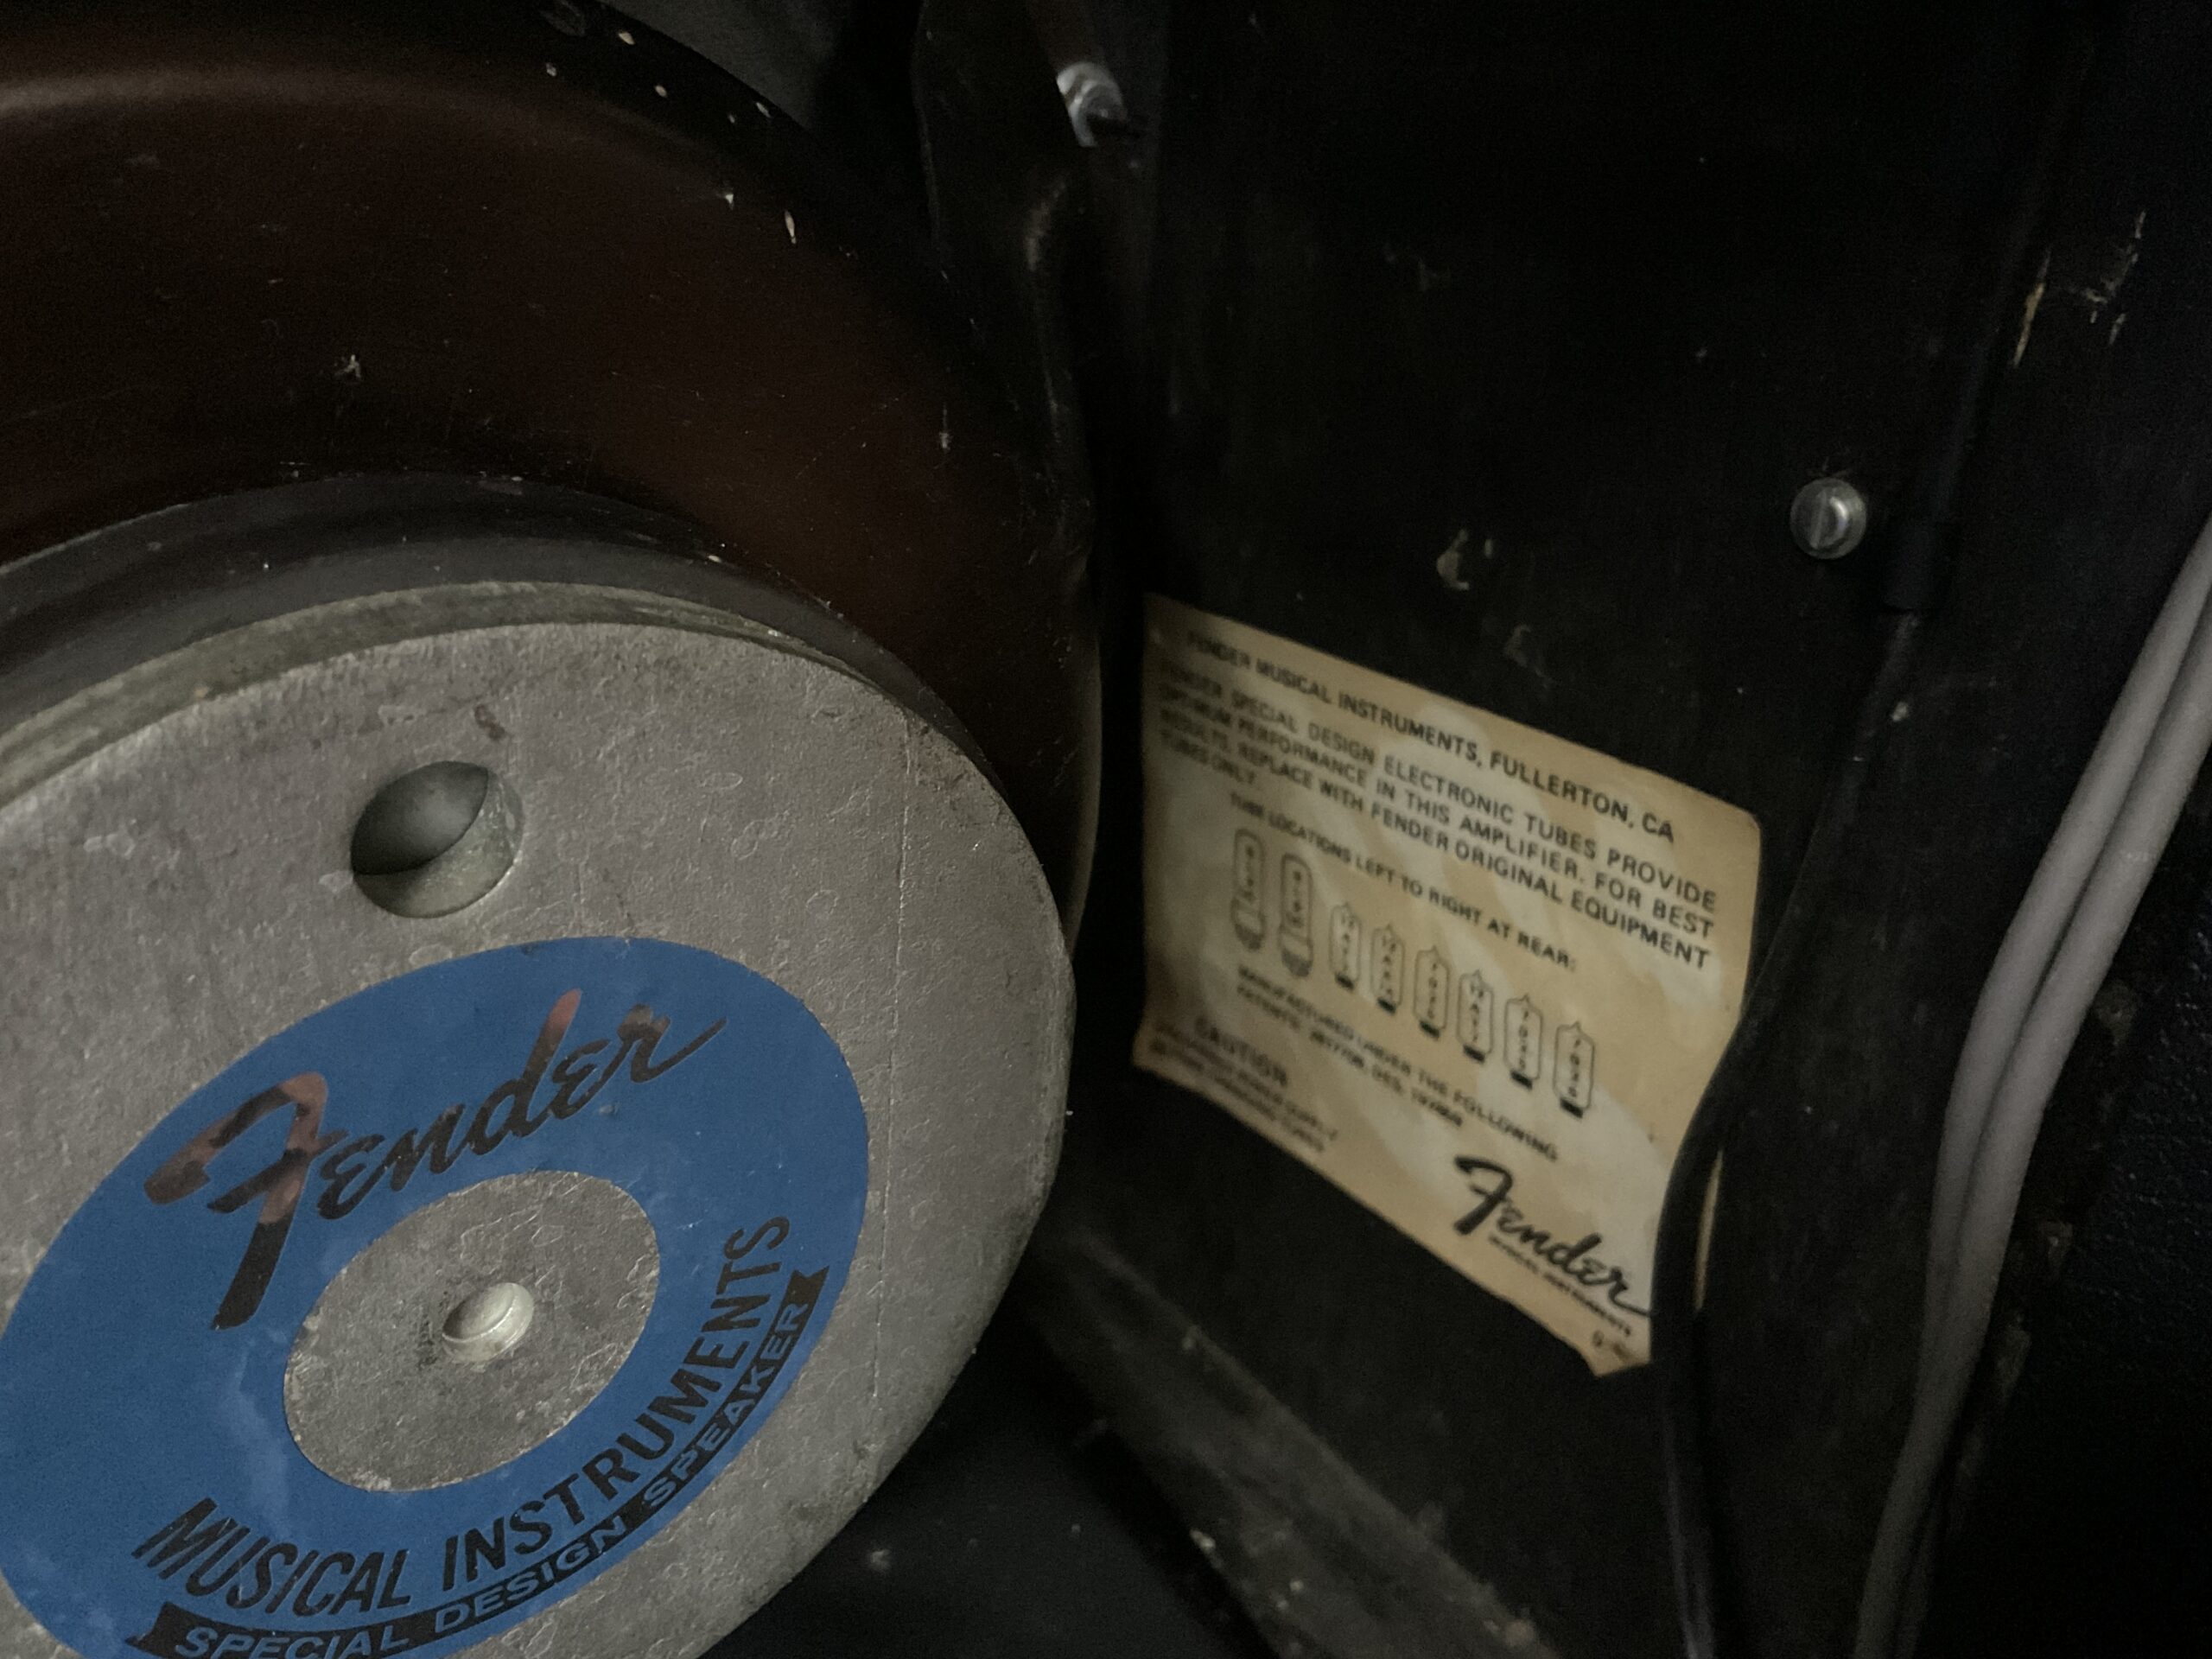 Fender
MUSICAL INSTRUMENTS
SPECIAL DESIGN SPEAKER
FENDER MUSICAL INSTRUMENTS, FULLERTON, CA
FENDER SPECIAL DESIGN ELECTRONIC TUBES PROVIDE
OPTIMUM PERFORMANCE IN THIS AMPLIFIER. FOR BEST
RESULTS, REPLACE WITH FENDER ORIGINAL EQUIPMENT
TUBES ONLY.
TUBE LOCATIONS LEFT TO RIGHT AT REAR:
MANUFACTURED UNDER THE FOLLOWING
PATENTS:
CAUTION
Fender
MUSICAL INSTRUMENTS